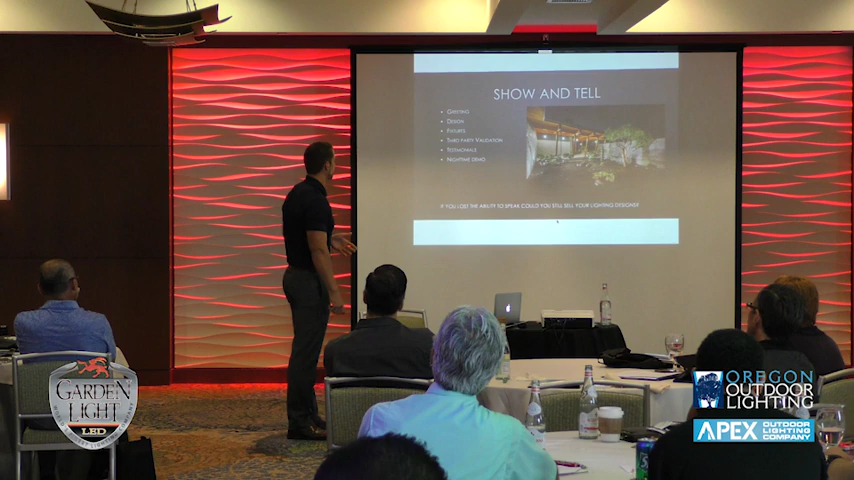 SHOW AND TELL
• GREETING
• DESIGN
• FIXTURES
• THIRD PARTY VALIDATION
• TESTIMONIALS
• NIGHTTIME DEMO
IF YOU LOST THE ABILITY TO SPEAK COULD YOU STILL SELL YOUR LIGHTING DESIGNS?
GARDEN
LIGHT
LED
OREGON
OUTDOOR
LIGHTING
APEX OUTDOOR
LIGHTING
COMPANY